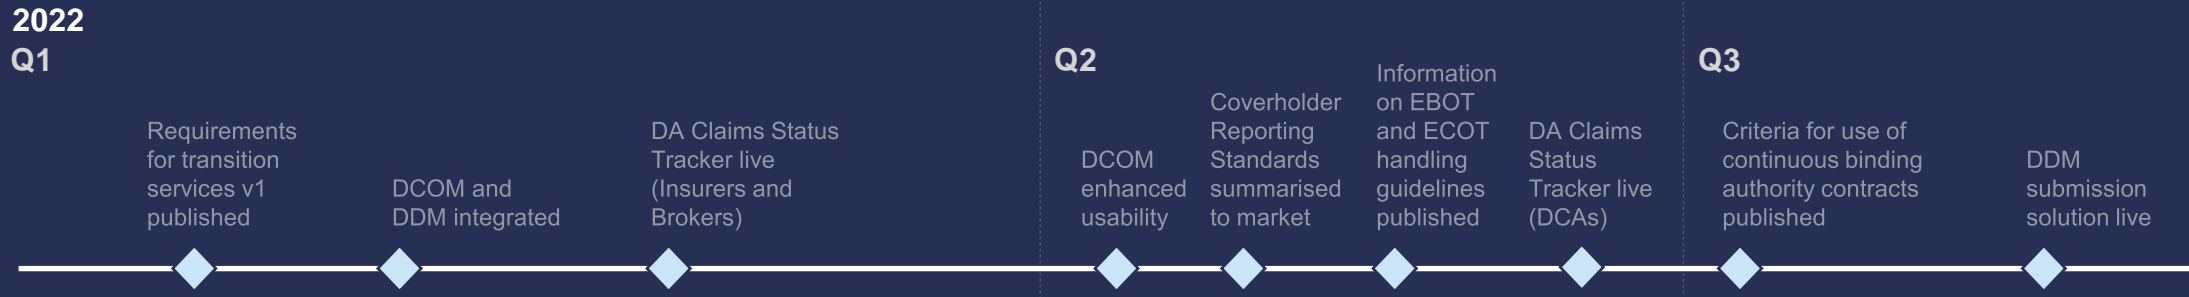 2022
Q1
Requirements
for transition
services v1
published
DCOM and
DDM integrated
DA Claims Status
Tracker live
(Insurers and
Brokers)
Q2
DCOM
enhanced
usability
Coverholder
Reporting
Standards
summarised
to market
Information
on EBOT
and ECOT
handling
guidelines
published
DA Claims
Status
Tracker live
(DCAs)
Q3
Criteria for use of
continuous binding
authority contracts
published
DDM
submission
solution live